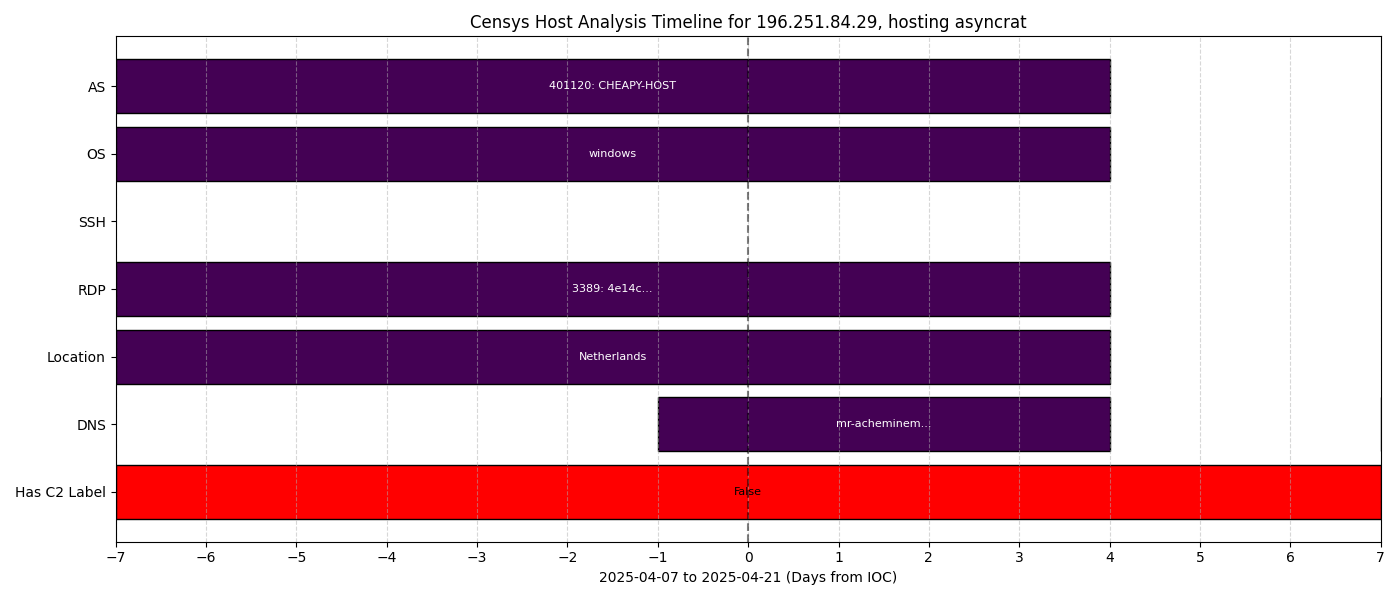 Censys Host Analysis Timeline for 196.251.84.29, hosting asyncrat
AS
401120: CHEAPY-HOST
OS
windows
SSH
RDP
3389: 4e14c...
Location
Netherlands
DNS
mr-acheminem...
Has C2 Label
False
−7 −6 −5 −4 −3 −2 −1 0 1 2 3 4 5 6 7
2025-04-07 to 2025-04-21 (Days from IOC)